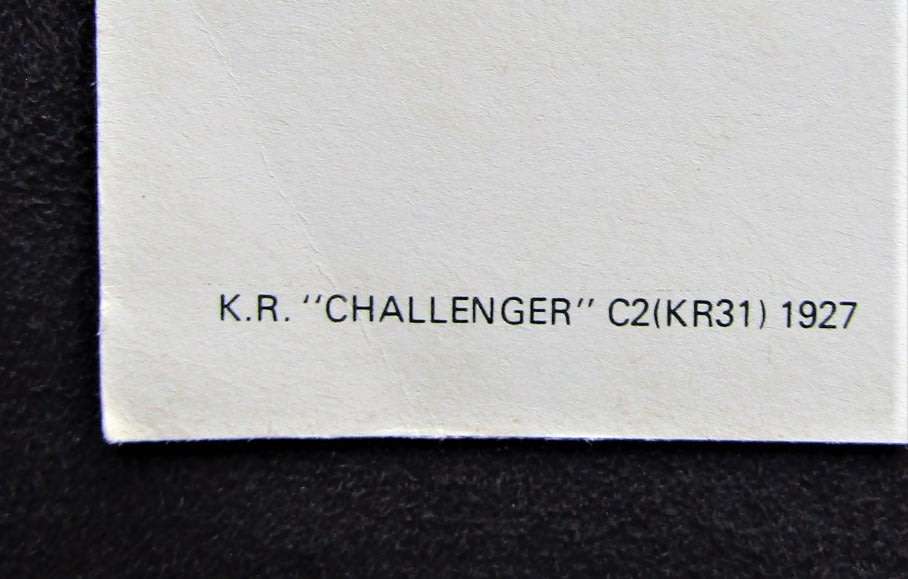 K.R. "CHALLENGER" C2(KR31) 1927